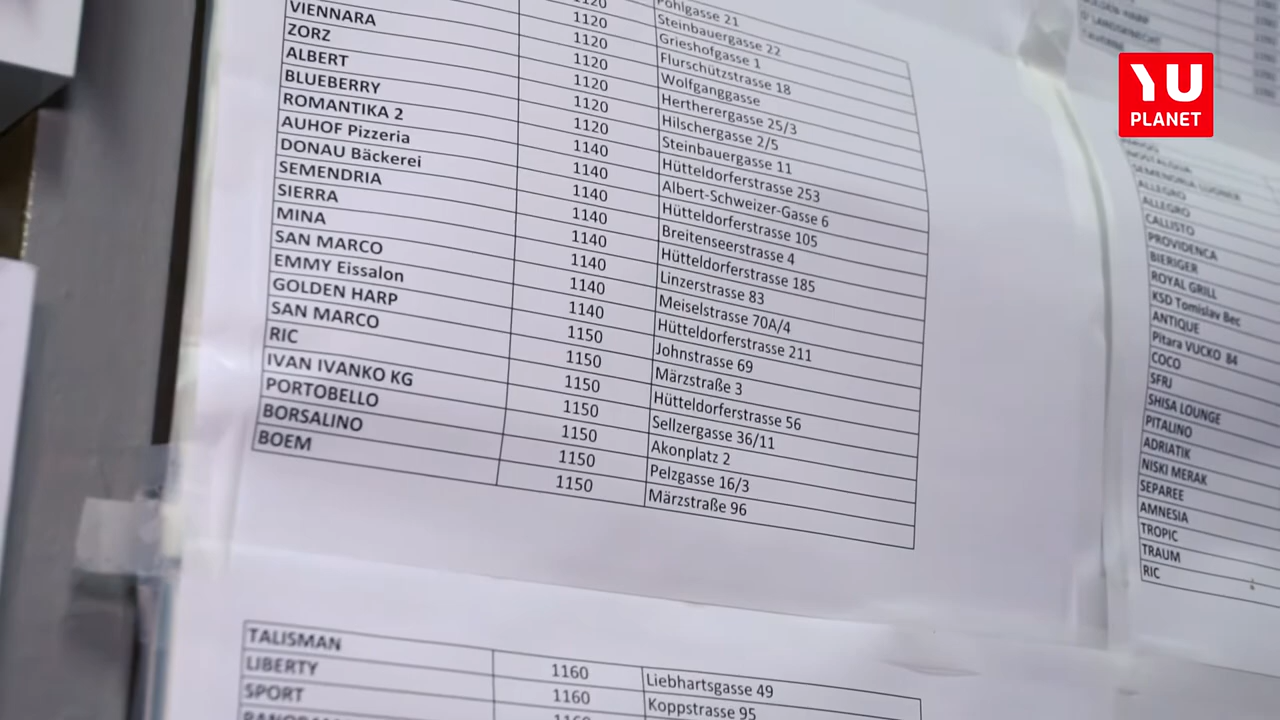 YU
PLANET
Pohlgasse 21
1120 Steinbauergasse 22
1120 Grieshofgasse 1
1120 Flurschützstrasse 18
VIENNARA 1120 Wolfganggasse
ZORZ 1120 Hertherergasse 25/3
ALBERT 1120 Hilschergasse 2/5
BLUEBERRY 1120 Steinbauergasse 11
ROMANTIKA 2 1140 Hütteldorferstrasse 253
AUHOF Pizzeria 1140 Albert-Schweizer-Gasse 6
DONAU Bäckerei 1140 Hütteldorferstrasse 105
SEMENDRIA 1140 Breitenseerstrasse 4
SIERRA 1140 Hütteldorferstrasse 185
MINA 1140 Linzerstrasse 83
SAN MARCO 1140 Meiselstrasse 70A/4
EMMY Eissalon 1140 Hütteldorferstrasse 211
GOLDEN HARP 1150 Johnstrasse 69
SAN MARCO 1150 Märzstraße 3
RIC 1150 Hütteldorferstrasse 56
IVAN IVANKO KG 1150 Sellzergasse 36/11
PORTOBELLO 1150 Akonplatz 2
BORSALINO 1150 Pelzgasse 16/3
BOEM 1150 Märzstraße 96
TALISMAN 1160 Liebhartsgasse 49
LIBERTY 1160 Koppstrasse 95
SPORT 1160
ALLEGRO
ALLEGRO
CALLISTO
PROVIDENCA
BIERIGER
ROYAL GRILL
KSD Tomislav Bec
ANTIQUE
Pitara VUCKO 84
COCO
SFRJ
SHISA LOUNGE
PITALINO
ADRIATIK
NISKI MERAK
SEPAREE
AMNESIA
TROPIC
TRAUM
RIC